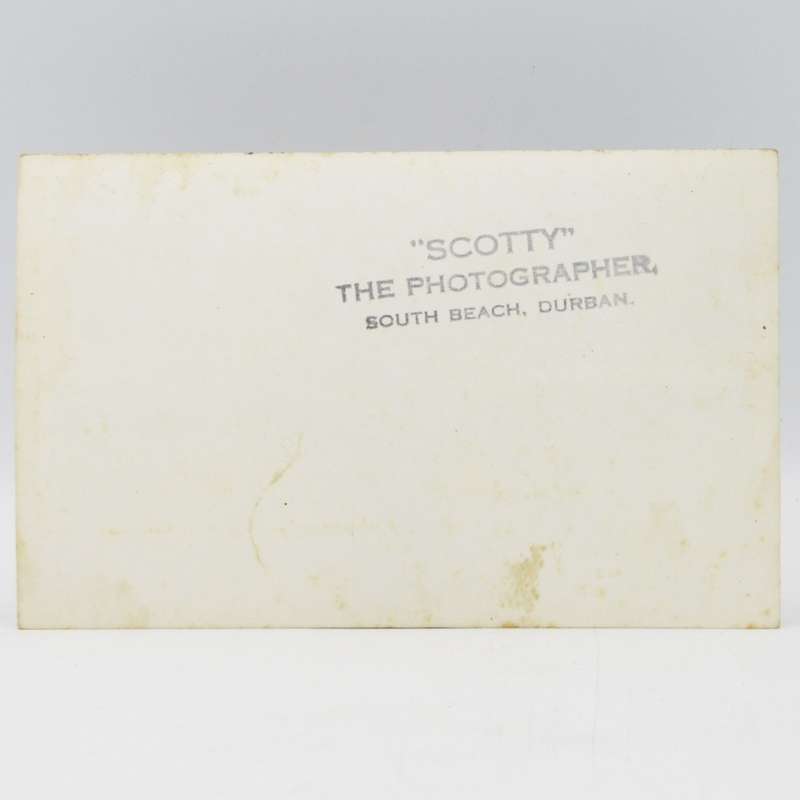 "SCOTTY"
THE PHOTOGRAPHER,
SOUTH BEACH, DURBAN.